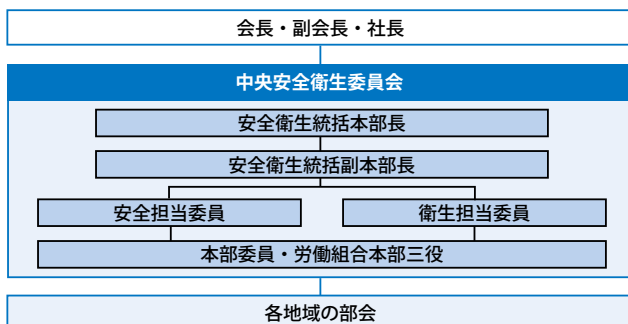 会長・副会長・社長
中央安全衛生委員会
安全衛生統括本部長
安全衛生統括副本部長
安全担当委員
衛生担当委員
本部委員・労働組合本部三役
各地域の部会